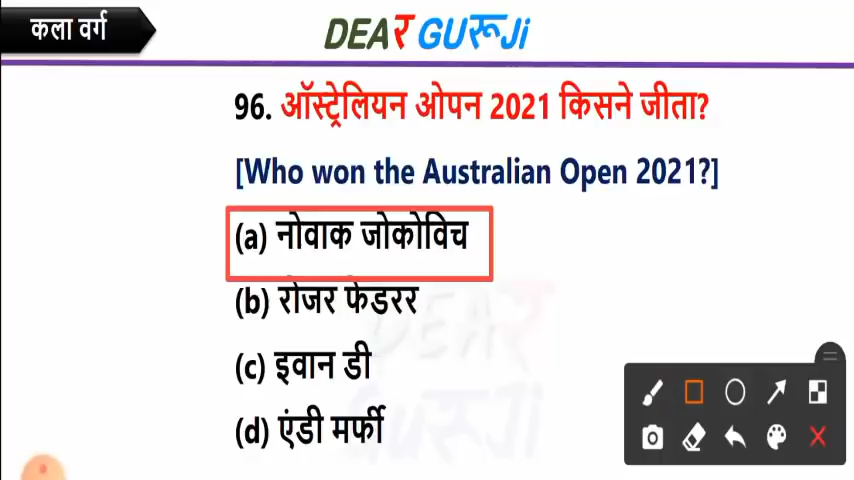 कला वर्ग
DEAR GURUJi
96. ऑस्ट्रेलियन ओपन 2021 किसने जीता?
[Who won the Australian Open 2021?]
(a) नोवाक जोकोविच
(b) रोजर फेडरर
(c) इवान डी
(d) एंडी मर्फी